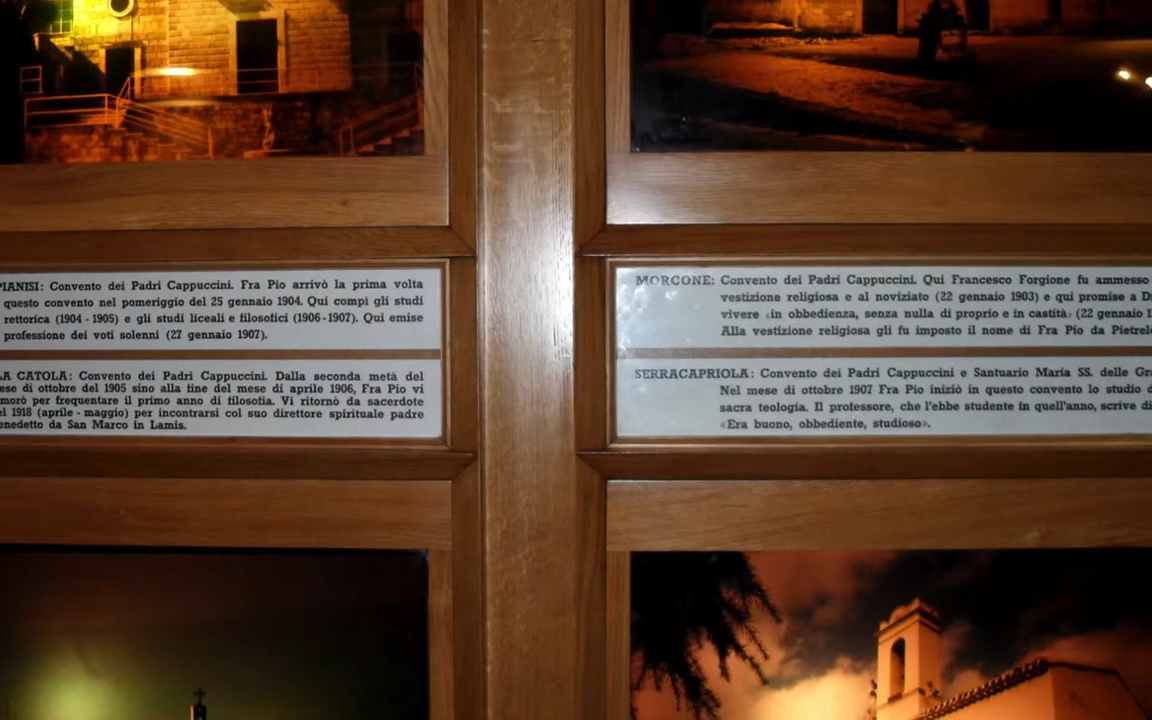 PIANISI: Convento dei Padri Cappuccini. Fra Pio arrivò la prima volta
questo convento nel pomeriggio del 25 gennaio 1904. Qui compì gli studi
rettorica (1904 - 1905) e gli studi liceali e filosofici (1906 - 1907). Qui emise
professione dei voti solenni (27 gennaio 1907).
LA CATOLA: Convento dei Padri Cappuccini. Dalla seconda metà del
ese di ottobre del 1905 sino alla fine del mese di aprile 1906, Fra Pio vi
morò per frequentare il primo anno di filosofia. Vi ritornò da sacerdote
el 1918 (aprile - maggio) per incontrarsi col suo direttore spirituale padre
enedetto da San Marco in Lamis.
MORCONE: Convento dei Padri Cappuccini. Qui Francesco Forgione fu ammesso
vestizione religiosa e al noviziato (22 gennaio 1903) e qui promise a D
vivere «in obbedienza, senza nulla di proprio e in castità» (22 gennaio 1
Alla vestizione religiosa gli fu imposto il nome di Fra Pio da Pietrel
SERRACAPRIOLA: Convento dei Padri Cappuccini e Santuario Maria SS. delle Gra
Nel mese di ottobre 1907 Fra Pio iniziò in questo convento lo studio d
sacra teologia. Il professore, che l'ebbe studente in quell'anno, scrive di
«Era buono, obbediente, studioso».